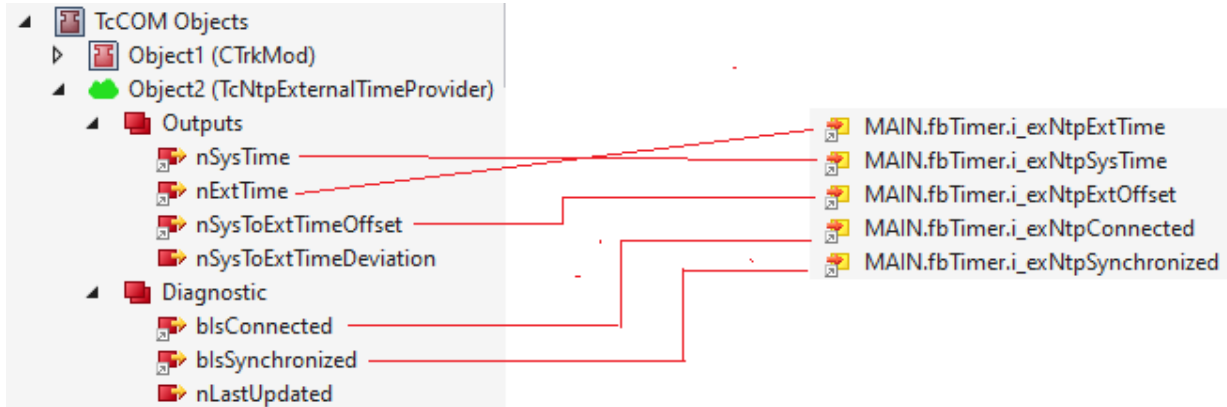 TcCOM Objects
Object1 (CTrkMod)
Object2 (TcNtpExternalTimeProvider)
Outputs
nSysTime
nExtTime
nSysToExtTimeOffset
nSysToExtTimeDeviation
Diagnostic
bIsConnected
bIsSynchronized
nLastUpdated
MAIN.fbTimer.i_exNtpExtTime
MAIN.fbTimer.i_exNtpSysTime
MAIN.fbTimer.i_exNtpExtOffset
MAIN.fbTimer.i_exNtpConnected
MAIN.fbTimer.i_exNtpSynchronized